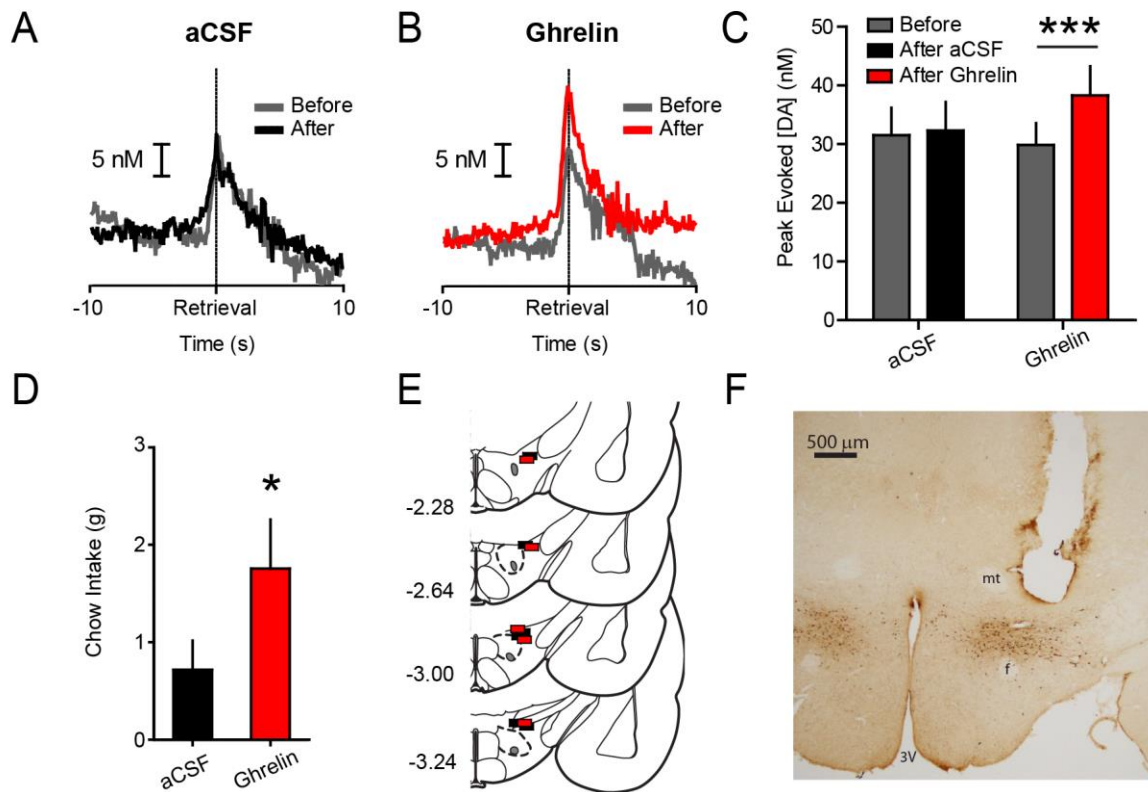 A
aCSF
Before
After
5 nM
-10
Retrieval
10
Time (s)
B
Ghrelin
Before
After
5 nM
-10
Retrieval
10
Time (s)
C
Before
After aCSF
After Ghrelin
***
Peak Evoked [DA] (nM)
50
40
30
20
10
0
aCSF
Ghrelin
D
Chow Intake (g)
3
2
1
0
*
aCSF
Ghrelin
E
-2.28
-2.64
-3.00
-3.24
F
500 μm
mt
f
3V